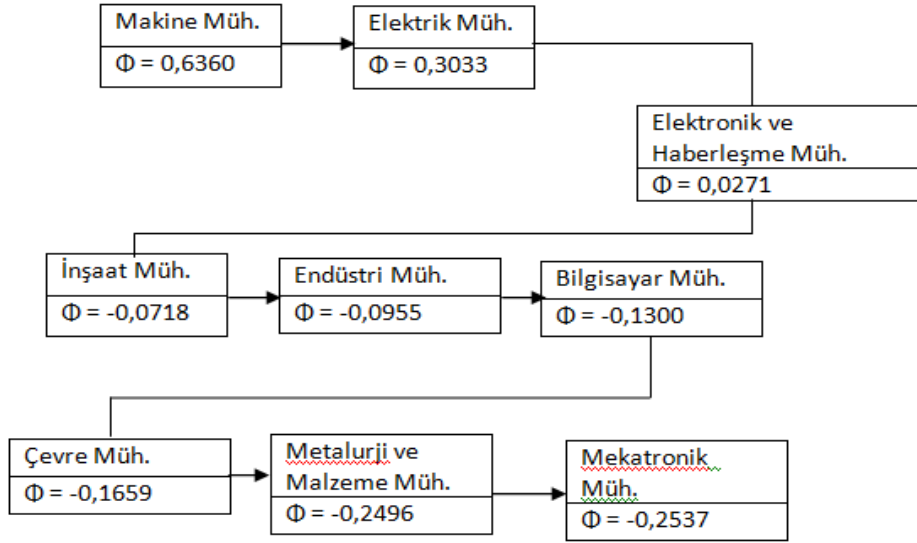 Makine Müh.
Φ = 0,6360
Elektrik Müh.
Φ = 0,3033
Elektronik ve
Haberleşme Müh.
Φ = 0,0271
İnşaat Müh.
Φ = -0,0718
Endüstri Müh.
Φ = -0,0955
Bilgisayar Müh.
Φ = -0,1300
Çevre Müh.
Φ = -0,1659
Metalurji ve
Malzeme Müh.
Φ = -0,2496
Mekatronik
Müh.
Φ = -0,2537